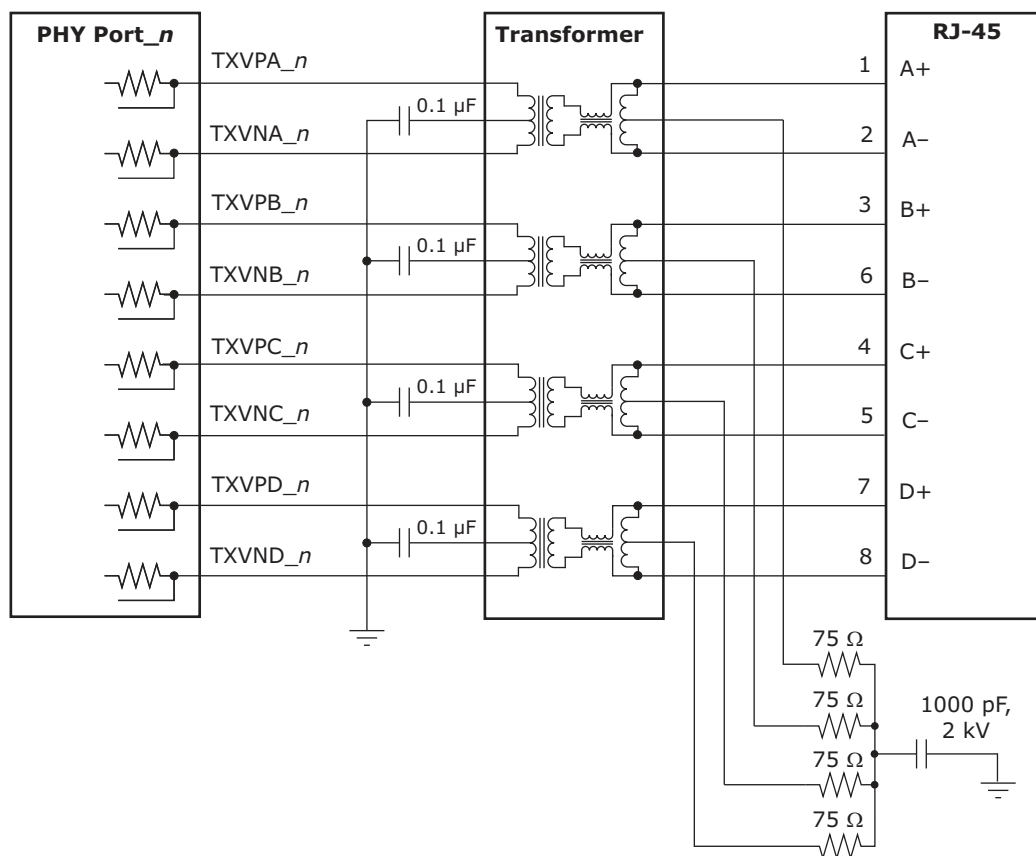 PHY Port_n
Transformer
RJ-45
TXVPA_n
1
A+
0.1 µF
TXVNA_n
2
A–
TXVPB_n
3
B+
0.1 µF
TXVNB_n
6
B–
TXVPC_n
4
C+
0.1 µF
TXVNC_n
5
C–
TXVPD_n
7
D+
0.1 µF
TXVND_n
8
D–
75 Ω
75 Ω
1000 pF,
2 kV
75 Ω
75 Ω